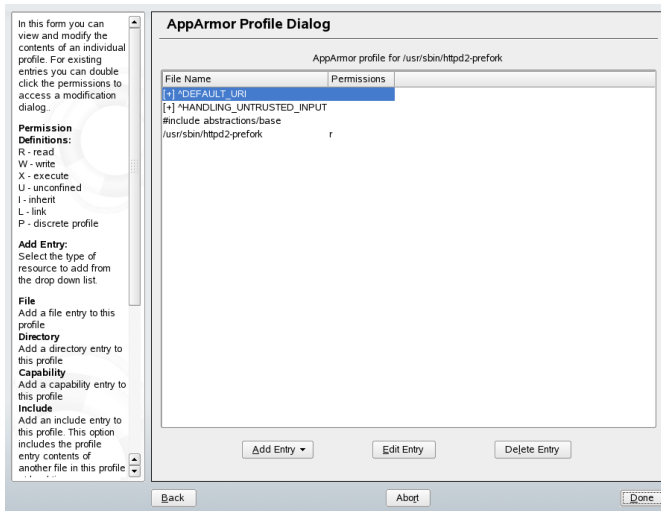 In this form you can
view and modify the
contents of an individual
profile. For existing
entries you can double
click the permissions to
access a modification
dialog..
Permission
Definitions:
R - read
W - write
X - execute
U - unconfined
I - inherit
L - link
P - discrete profile
Add Entry:
Select the type of
resource to add from
the drop down list.
File
Add a file entry to this
profile
Directory
Add a directory entry to
this profile
Capability
Add a capability entry to
this profile
Include
Add an include entry to
this profile. This option
includes the profile
entry contents of
another file in this profile
AppArmor Profile Dialog
AppArmor profile for /usr/sbin/httpd2-prefork
File Name Permissions
[+] ^DEFAULT_URI
[+] ^HANDLING_UNTRUSTED_INPUT
#include abstractions/base
/usr/sbin/httpd2-prefork r
Add Entry Edit Entry Delete Entry
Back Abort Done